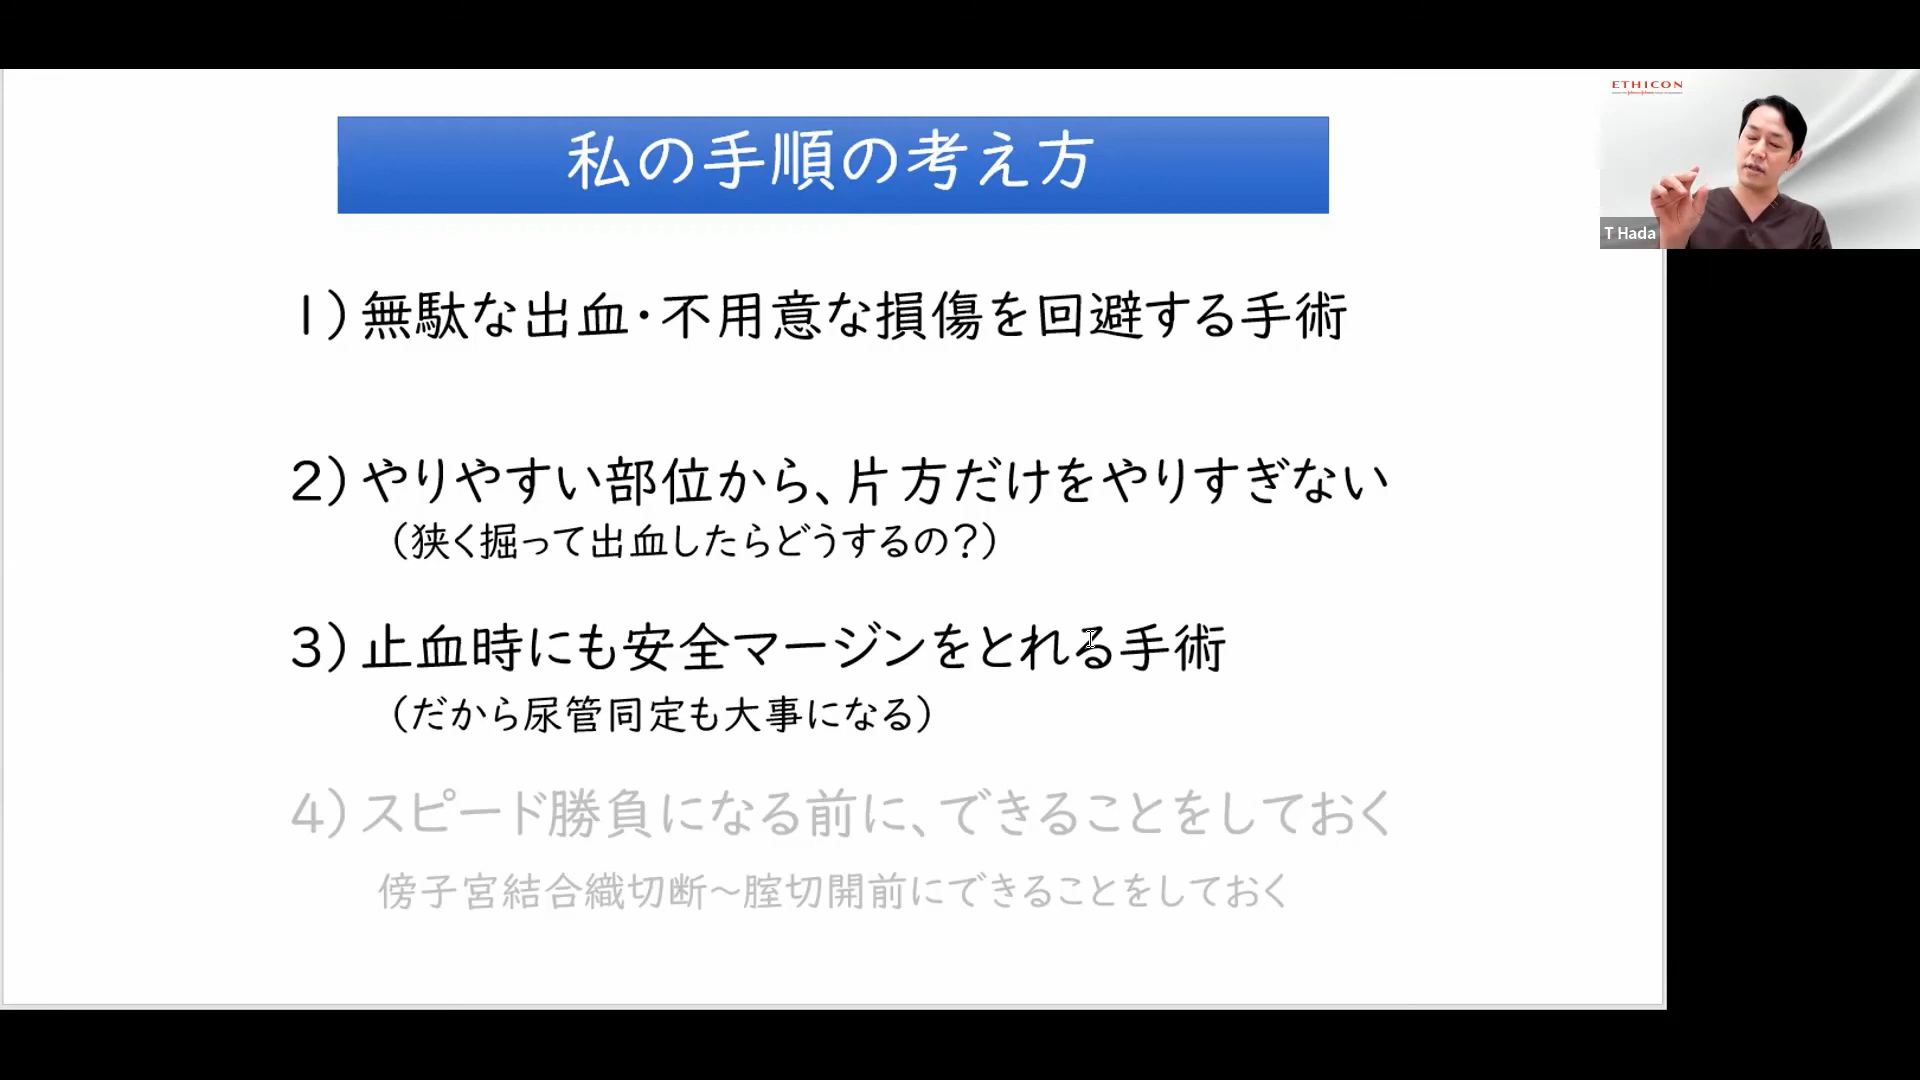 私の手順の考え方
ETHICON
T Hada
1）無駄な出血・不用意な損傷を回避する手術
2）やりやすい部位から、片方だけをやりすぎない
（狭く掘って出血したらどうするの？）
3）止血時にも安全マージンをとれる手術
（だから尿管同定も大事になる）
4）スピード勝負になる前に、できることをしておく
傍子宮結合織切断～腟切開前にできることをしておく